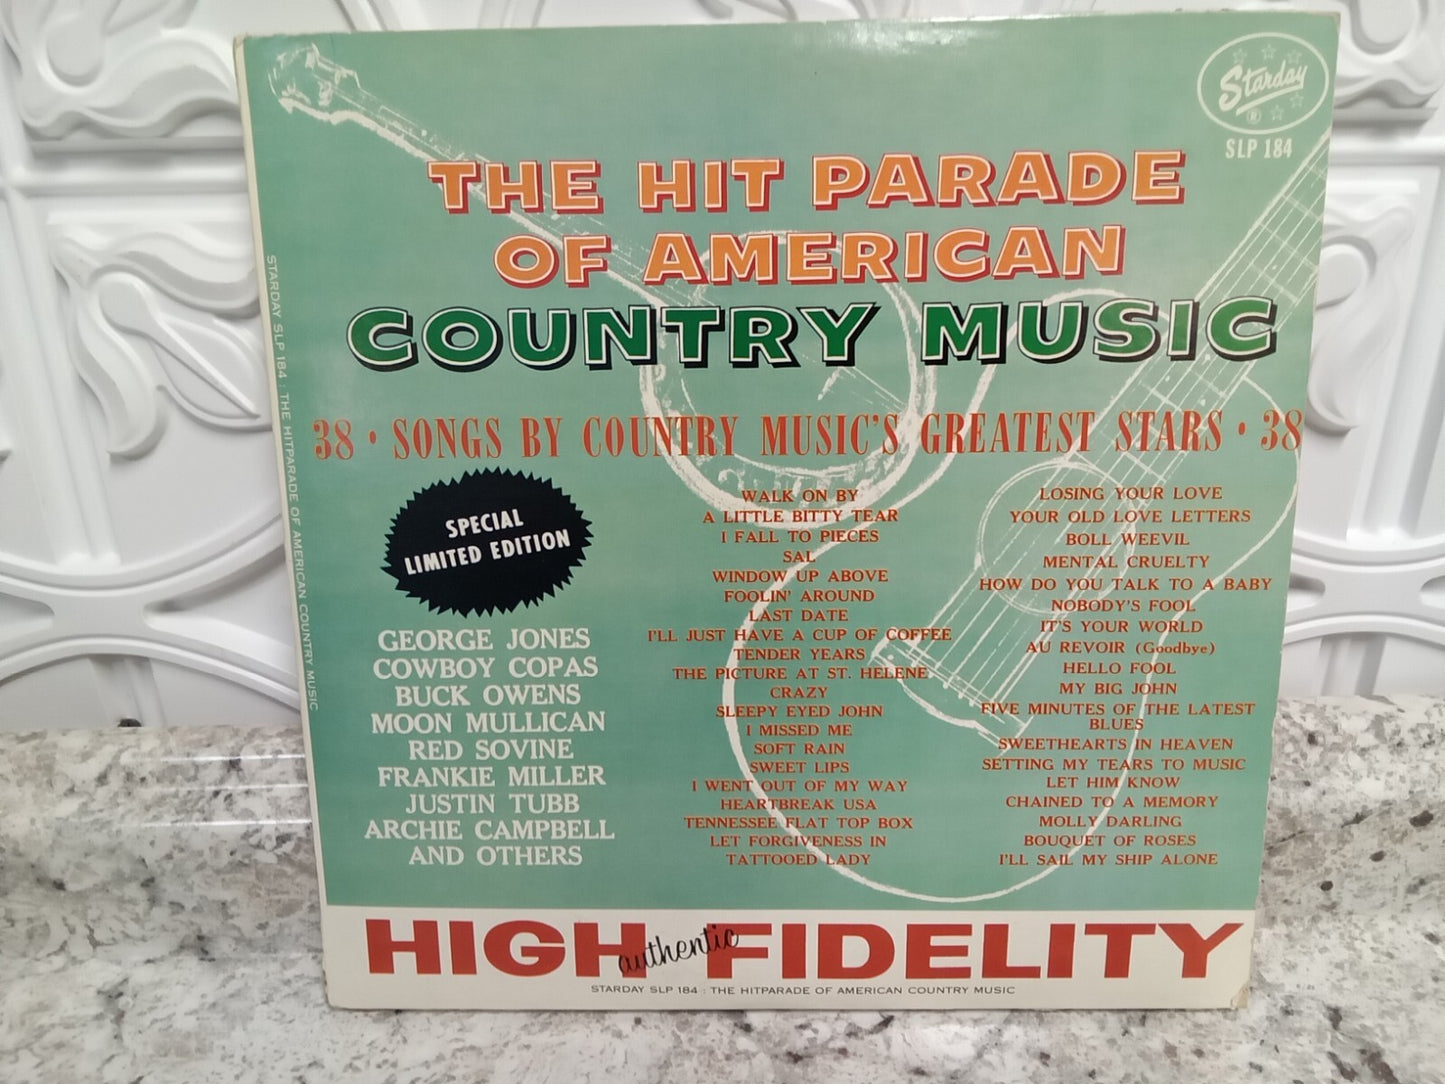 Starday
®
SLP 184
THE HIT PARADE
OF AMERICAN
COUNTRY MUSIC
38 • SONGS BY COUNTRY MUSIC'S GREATEST STARS • 38
SPECIAL
LIMITED EDITION
GEORGE JONES
COWBOY COPAS
BUCK OWENS
MOON MULLICAN
RED SOVINE
FRANKIE MILLER
JUSTIN TUBB
ARCHIE CAMPBELL
AND OTHERS
WALK ON BY
A LITTLE BITTY TEAR
I FALL TO PIECES
SAL
WINDOW UP ABOVE
FOOLIN' AROUND
LAST DATE
I'LL JUST HAVE A CUP OF COFFEE
TENDER YEARS
THE PICTURE AT ST. HELENE
CRAZY
SLEEPY EYED JOHN
I MISSED ME
SOFT RAIN
SWEET LIPS
I WENT OUT OF MY WAY
HEARTBREAK USA
TENNESSEE FLAT TOP BOX
LET FORGIVENESS IN
TATTOOED LADY
LOSING YOUR LOVE
YOUR OLD LOVE LETTERS
BOLL WEEVIL
MENTAL CRUELTY
HOW DO YOU TALK TO A BABY
NOBODY'S FOOL
IT'S YOUR WORLD
AU REVOIR (Goodbye)
HELLO FOOL
MY BIG JOHN
FIVE MINUTES OF THE LATEST
BLUES
SWEETHEARTS IN HEAVEN
SETTING MY TEARS TO MUSIC
LET HIM KNOW
CHAINED TO A MEMORY
MOLLY DARLING
BOUQUET OF ROSES
I'LL SAIL MY SHIP ALONE
HIGH authentic FIDELITY
STARDAY SLP 184 : THE HITPARADE OF AMERICAN COUNTRY MUSIC
STARDAY SLP 184 : THE HITPARADE OF AMERICAN COUNTRY MUSIC